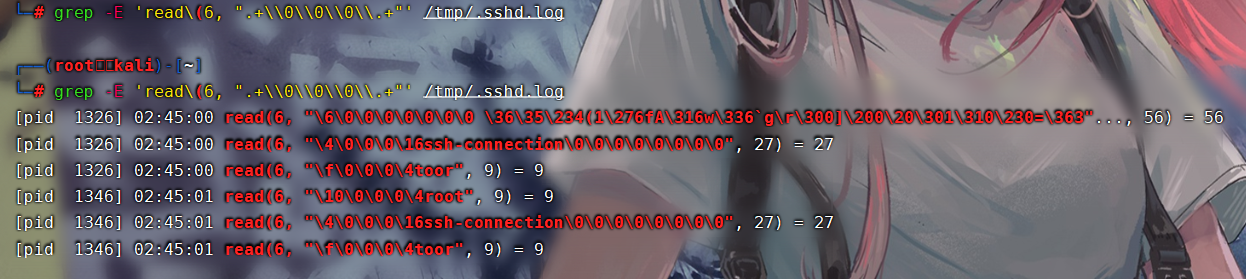 └─# grep -E 'read\(6, ".+\\0\\0\\0\\.+"' /tmp/.sshd.log
┌──(root㉿kali)-[~]
└─# grep -E 'read\(6, ".+\\0\\0\\0\\.+"' /tmp/.sshd.log
[pid  1326] 02:45:00 read(6, "\6\0\0\0\0\0\0\0 \36\35\234(1\276fA\316w\336`g\r\300]\200\20\301\310\230=\363"..., 56) = 56
[pid  1326] 02:45:00 read(6, "\4\0\0\0\16ssh-connection\0\0\0\0\0\0\0\0", 27) = 27
[pid  1326] 02:45:00 read(6, "\f\0\0\0\4toor", 9) = 9
[pid  1346] 02:45:01 read(6, "\10\0\0\0\4root", 9) = 9
[pid  1346] 02:45:01 read(6, "\4\0\0\0\16ssh-connection\0\0\0\0\0\0\0\0", 27) = 27
[pid  1346] 02:45:01 read(6, "\f\0\0\0\4toor", 9) = 9